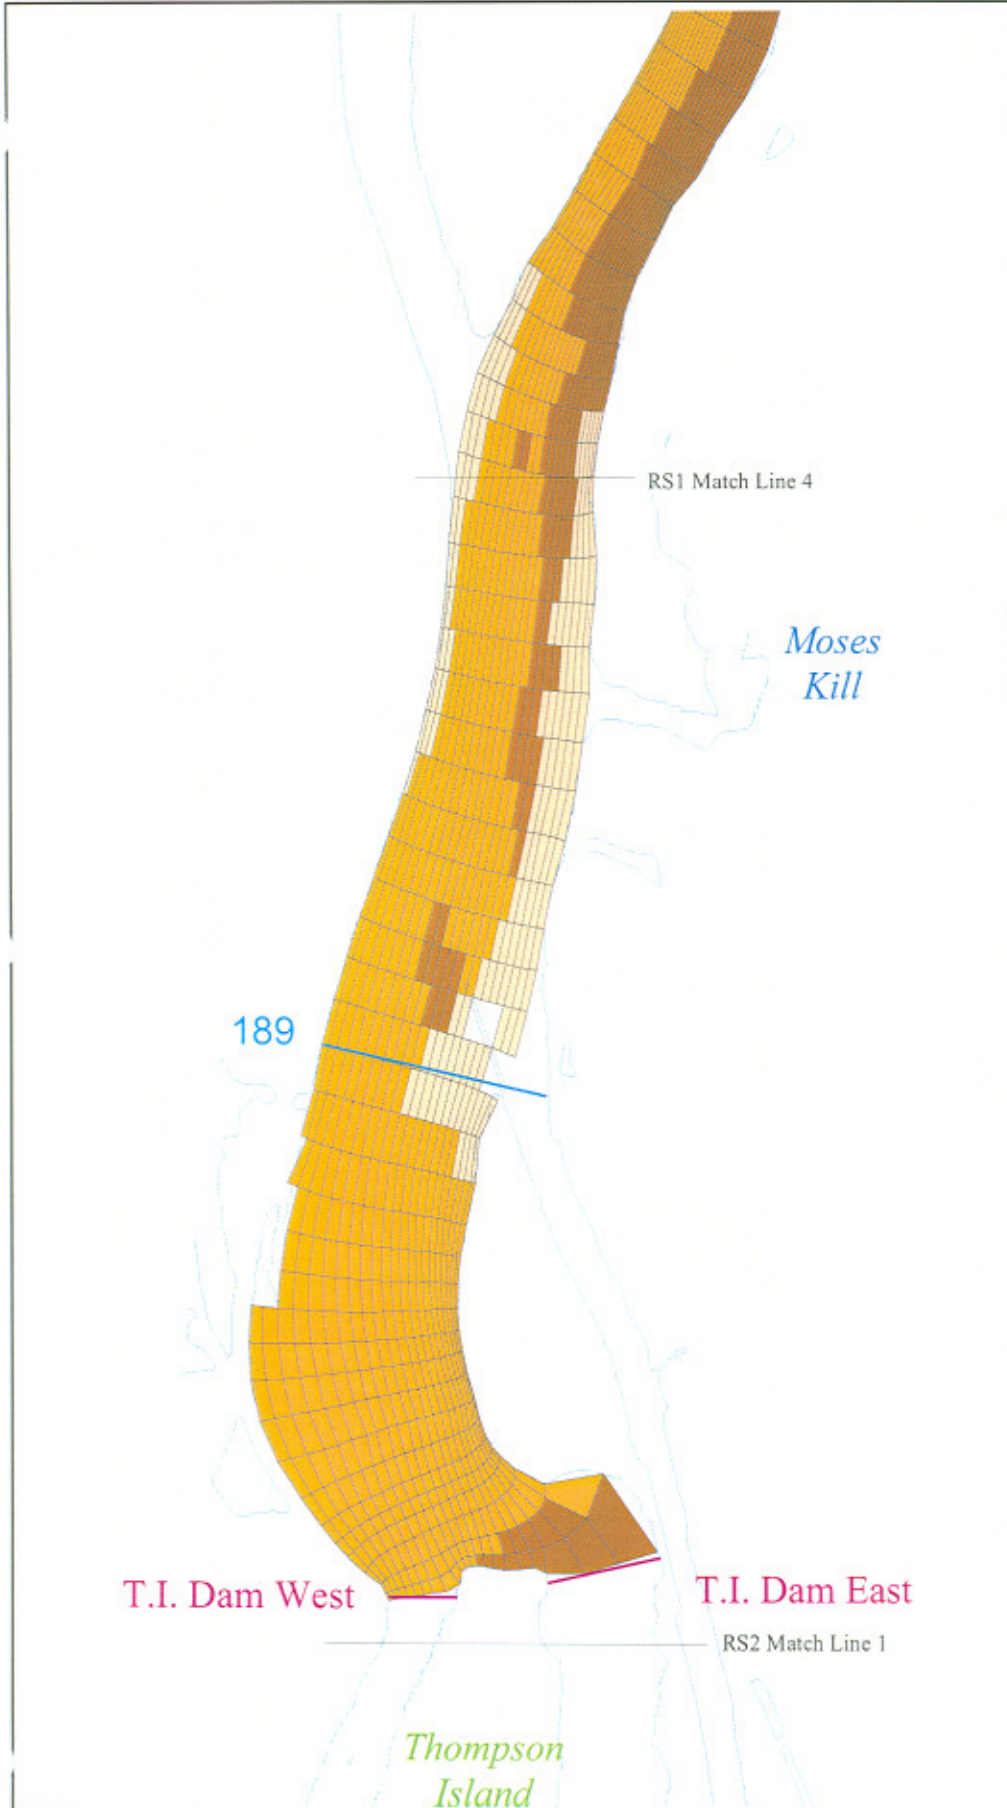 RS1 Match Line 4
Moses
Kill
189
T.I. Dam West
T.I. Dam East
RS2 Match Line 1
Thompson
Island